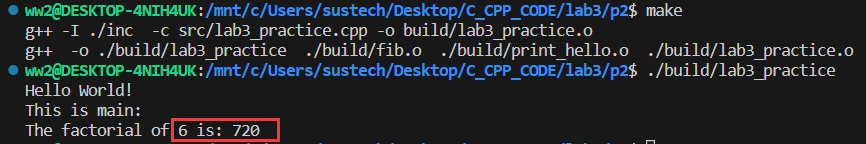 ww2@DESKTOP-4NIH4UK:/mnt/c/Users/sustech/Desktop/C_CPP_CODE/lab3/p2$ make
g++ -I ./inc  -c src/lab3_practice.cpp -o build/lab3_practice.o
g++  -o ./build/lab3_practice  ./build/fib.o  ./build/print_hello.o  ./build/lab3_practice.o
ww2@DESKTOP-4NIH4UK:/mnt/c/Users/sustech/Desktop/C_CPP_CODE/lab3/p2$ ./build/lab3_practice
Hello World!
This is main:
The factorial of 6 is: 720